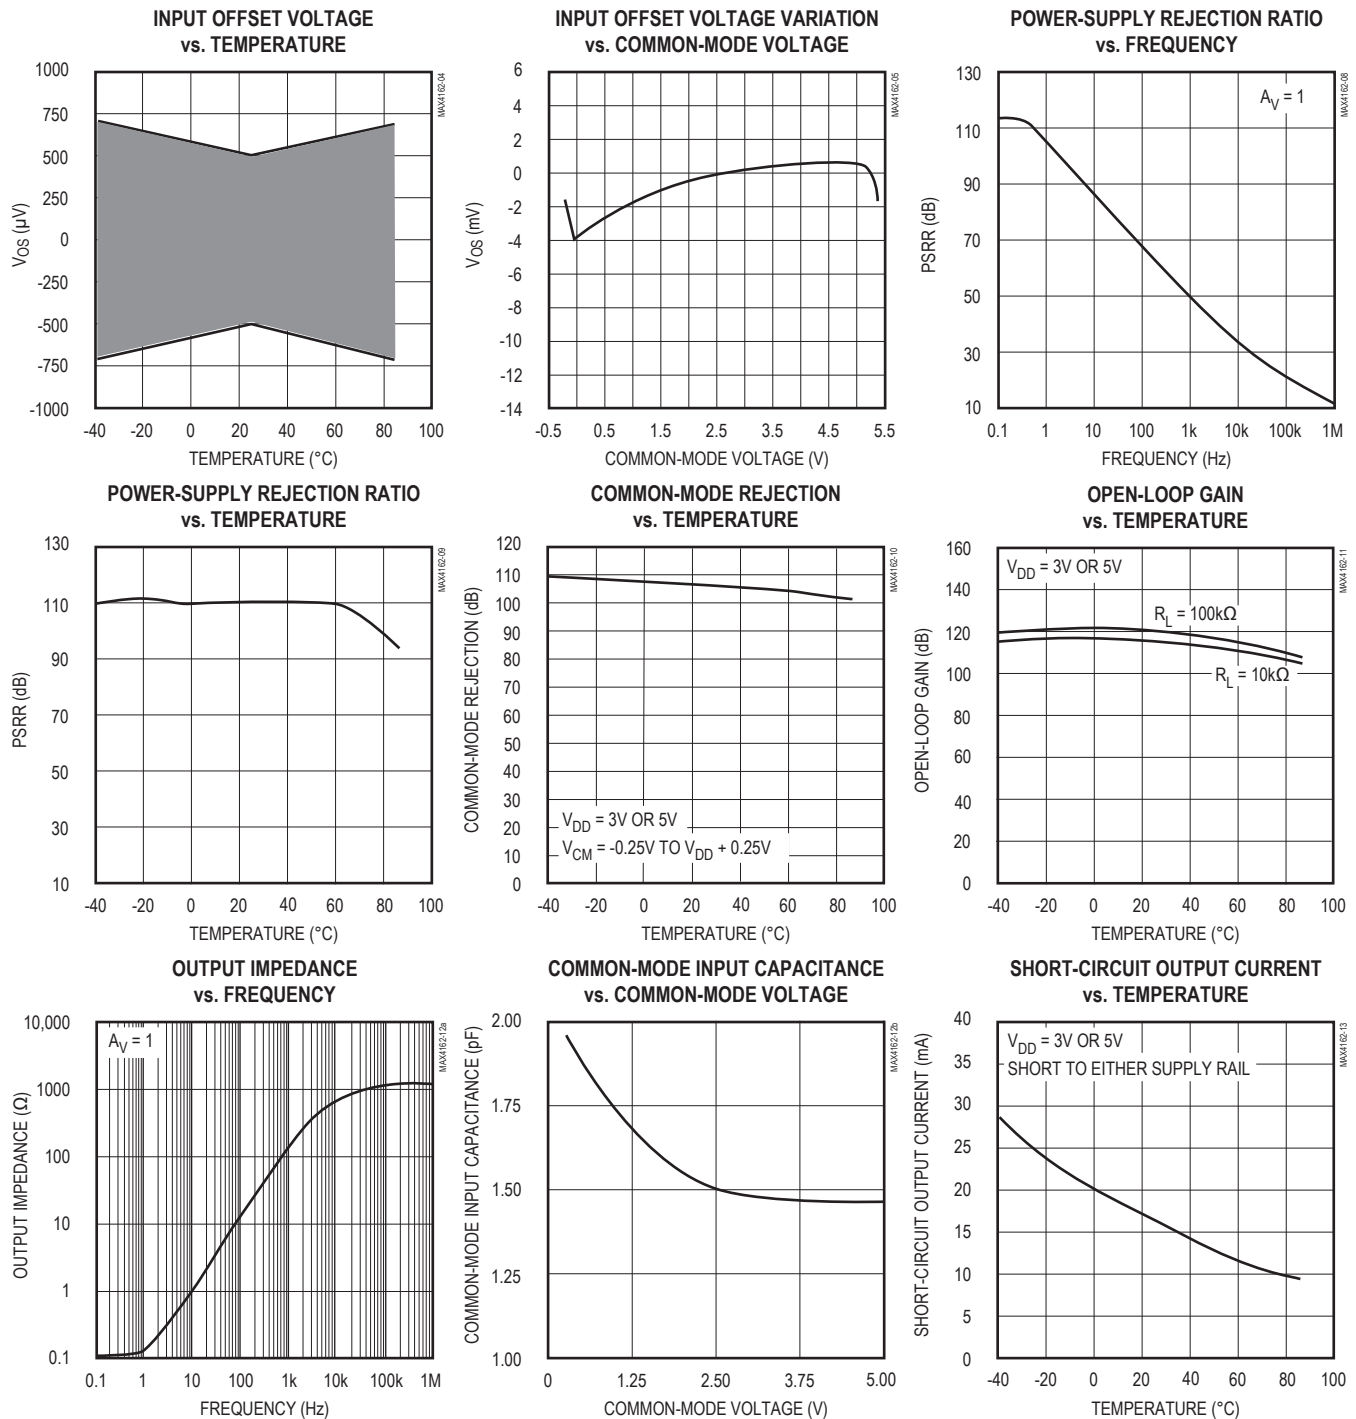 INPUT OFFSET VOLTAGE
vs. TEMPERATURE
1000
750
500
250
0
-250
-500
-750
-1000
VOS (µV)
MAX4162-04
-40 -20 0 20 40 60 80 100
TEMPERATURE (°C)
INPUT OFFSET VOLTAGE VARIATION
vs. COMMON-MODE VOLTAGE
6
4
2
0
-2
-4
-6
-8
-10
-12
-14
VOS (mV)
MAX4162-05
-0.5 0.5 1.5 2.5 3.5 4.5 5.5
COMMON-MODE VOLTAGE (V)
POWER-SUPPLY REJECTION RATIO
vs. FREQUENCY
130
110
90
70
50
30
10
PSRR (dB)
AV = 1
MAX4162-08
0.1 1 10 100 1k 10k 100k 1M
FREQUENCY (Hz)
POWER-SUPPLY REJECTION RATIO
vs. TEMPERATURE
130
110
90
70
50
30
10
PSRR (dB)
MAX4162-09
-40 -20 0 20 40 60 80 100
TEMPERATURE (°C)
COMMON-MODE REJECTION
vs. TEMPERATURE
120
110
100
90
80
70
60
50
40
30
20
10
0
COMMON-MODE REJECTION (dB)
VDD = 3V OR 5V
VCM = -0.25V TO VDD + 0.25V
MAX4162-10
-40 -20 0 20 40 60 80 100
TEMPERATURE (°C)
OPEN-LOOP GAIN
vs. TEMPERATURE
160
140
120
100
80
60
40
20
0
OPEN-LOOP GAIN (dB)
VDD = 3V OR 5V
RL = 100kΩ
RL = 10kΩ
MAX4162-11
-40 -20 0 20 40 60 80 100
TEMPERATURE (°C)
OUTPUT IMPEDANCE
vs. FREQUENCY
10,000
1000
100
10
1
0.1
OUTPUT IMPEDANCE (Ω)
AV = 1
MAX4162-12a
0.1 1 10 100 1k 10k 100k 1M
FREQUENCY (Hz)
COMMON-MODE INPUT CAPACITANCE
vs. COMMON-MODE VOLTAGE
2.00
1.75
1.50
1.25
1.00
COMMON-MODE INPUT CAPACITANCE (pF)
MAX4162-12b
0 1.25 2.50 3.75 5.00
COMMON-MODE VOLTAGE (V)
SHORT-CIRCUIT OUTPUT CURRENT
vs. TEMPERATURE
40
35
30
25
20
15
10
5
0
SHORT-CIRCUIT OUTPUT CURRENT (mA)
VDD = 3V OR 5V
SHORT TO EITHER SUPPLY RAIL
MAX4162-13
-40 -20 0 20 40 60 80 100
TEMPERATURE (°C)